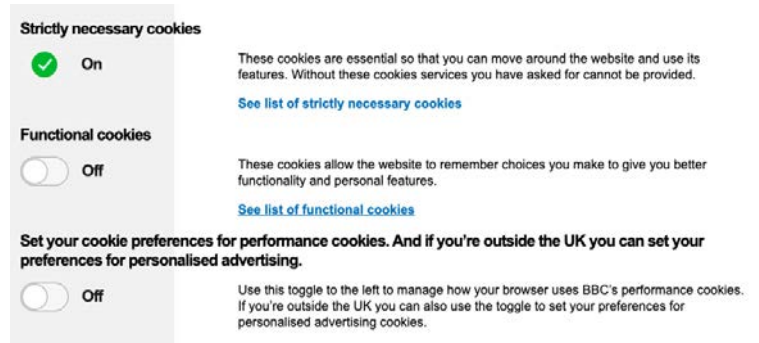 Strictly necessary cookies
On
These cookies are essential so that you can move around the website and use its
features. Without these cookies services you have asked for cannot be provided.
See list of strictly necessary cookies
Functional cookies
Off
These cookies allow the website to remember choices you make to give you better
functionality and personal features.
See list of functional cookies
Set your cookie preferences for performance cookies. And if you're outside the UK you can set your
preferences for personalised advertising.
Off
Use this toggle to the left to manage how your browser uses BBC's performance cookies.
If you're outside the UK you can also use the toggle to set your preferences for
personalised advertising cookies.